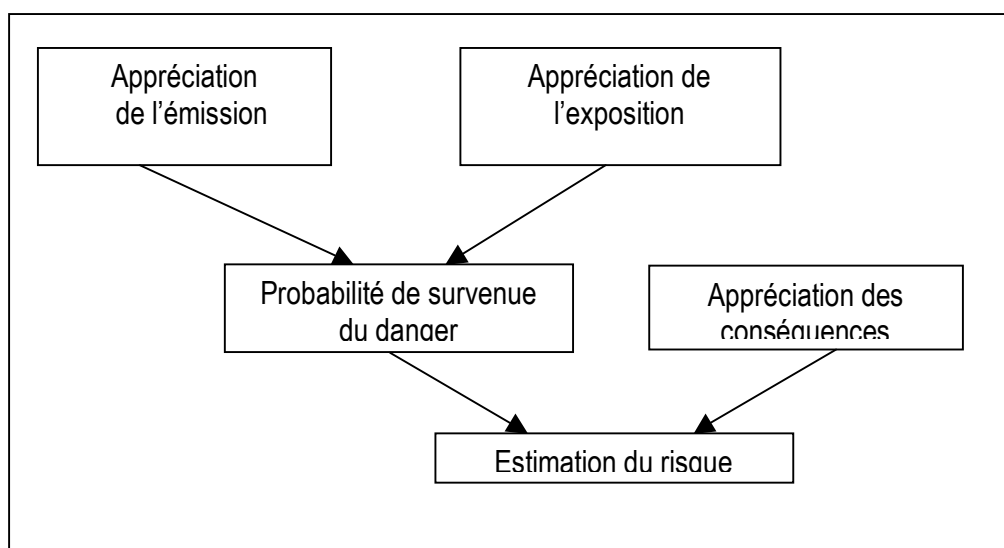 Appréciation
de l’émission
Appréciation de
l’exposition
Probabilité de survenue
du danger
Appréciation des
conséquences
Estimation du risque